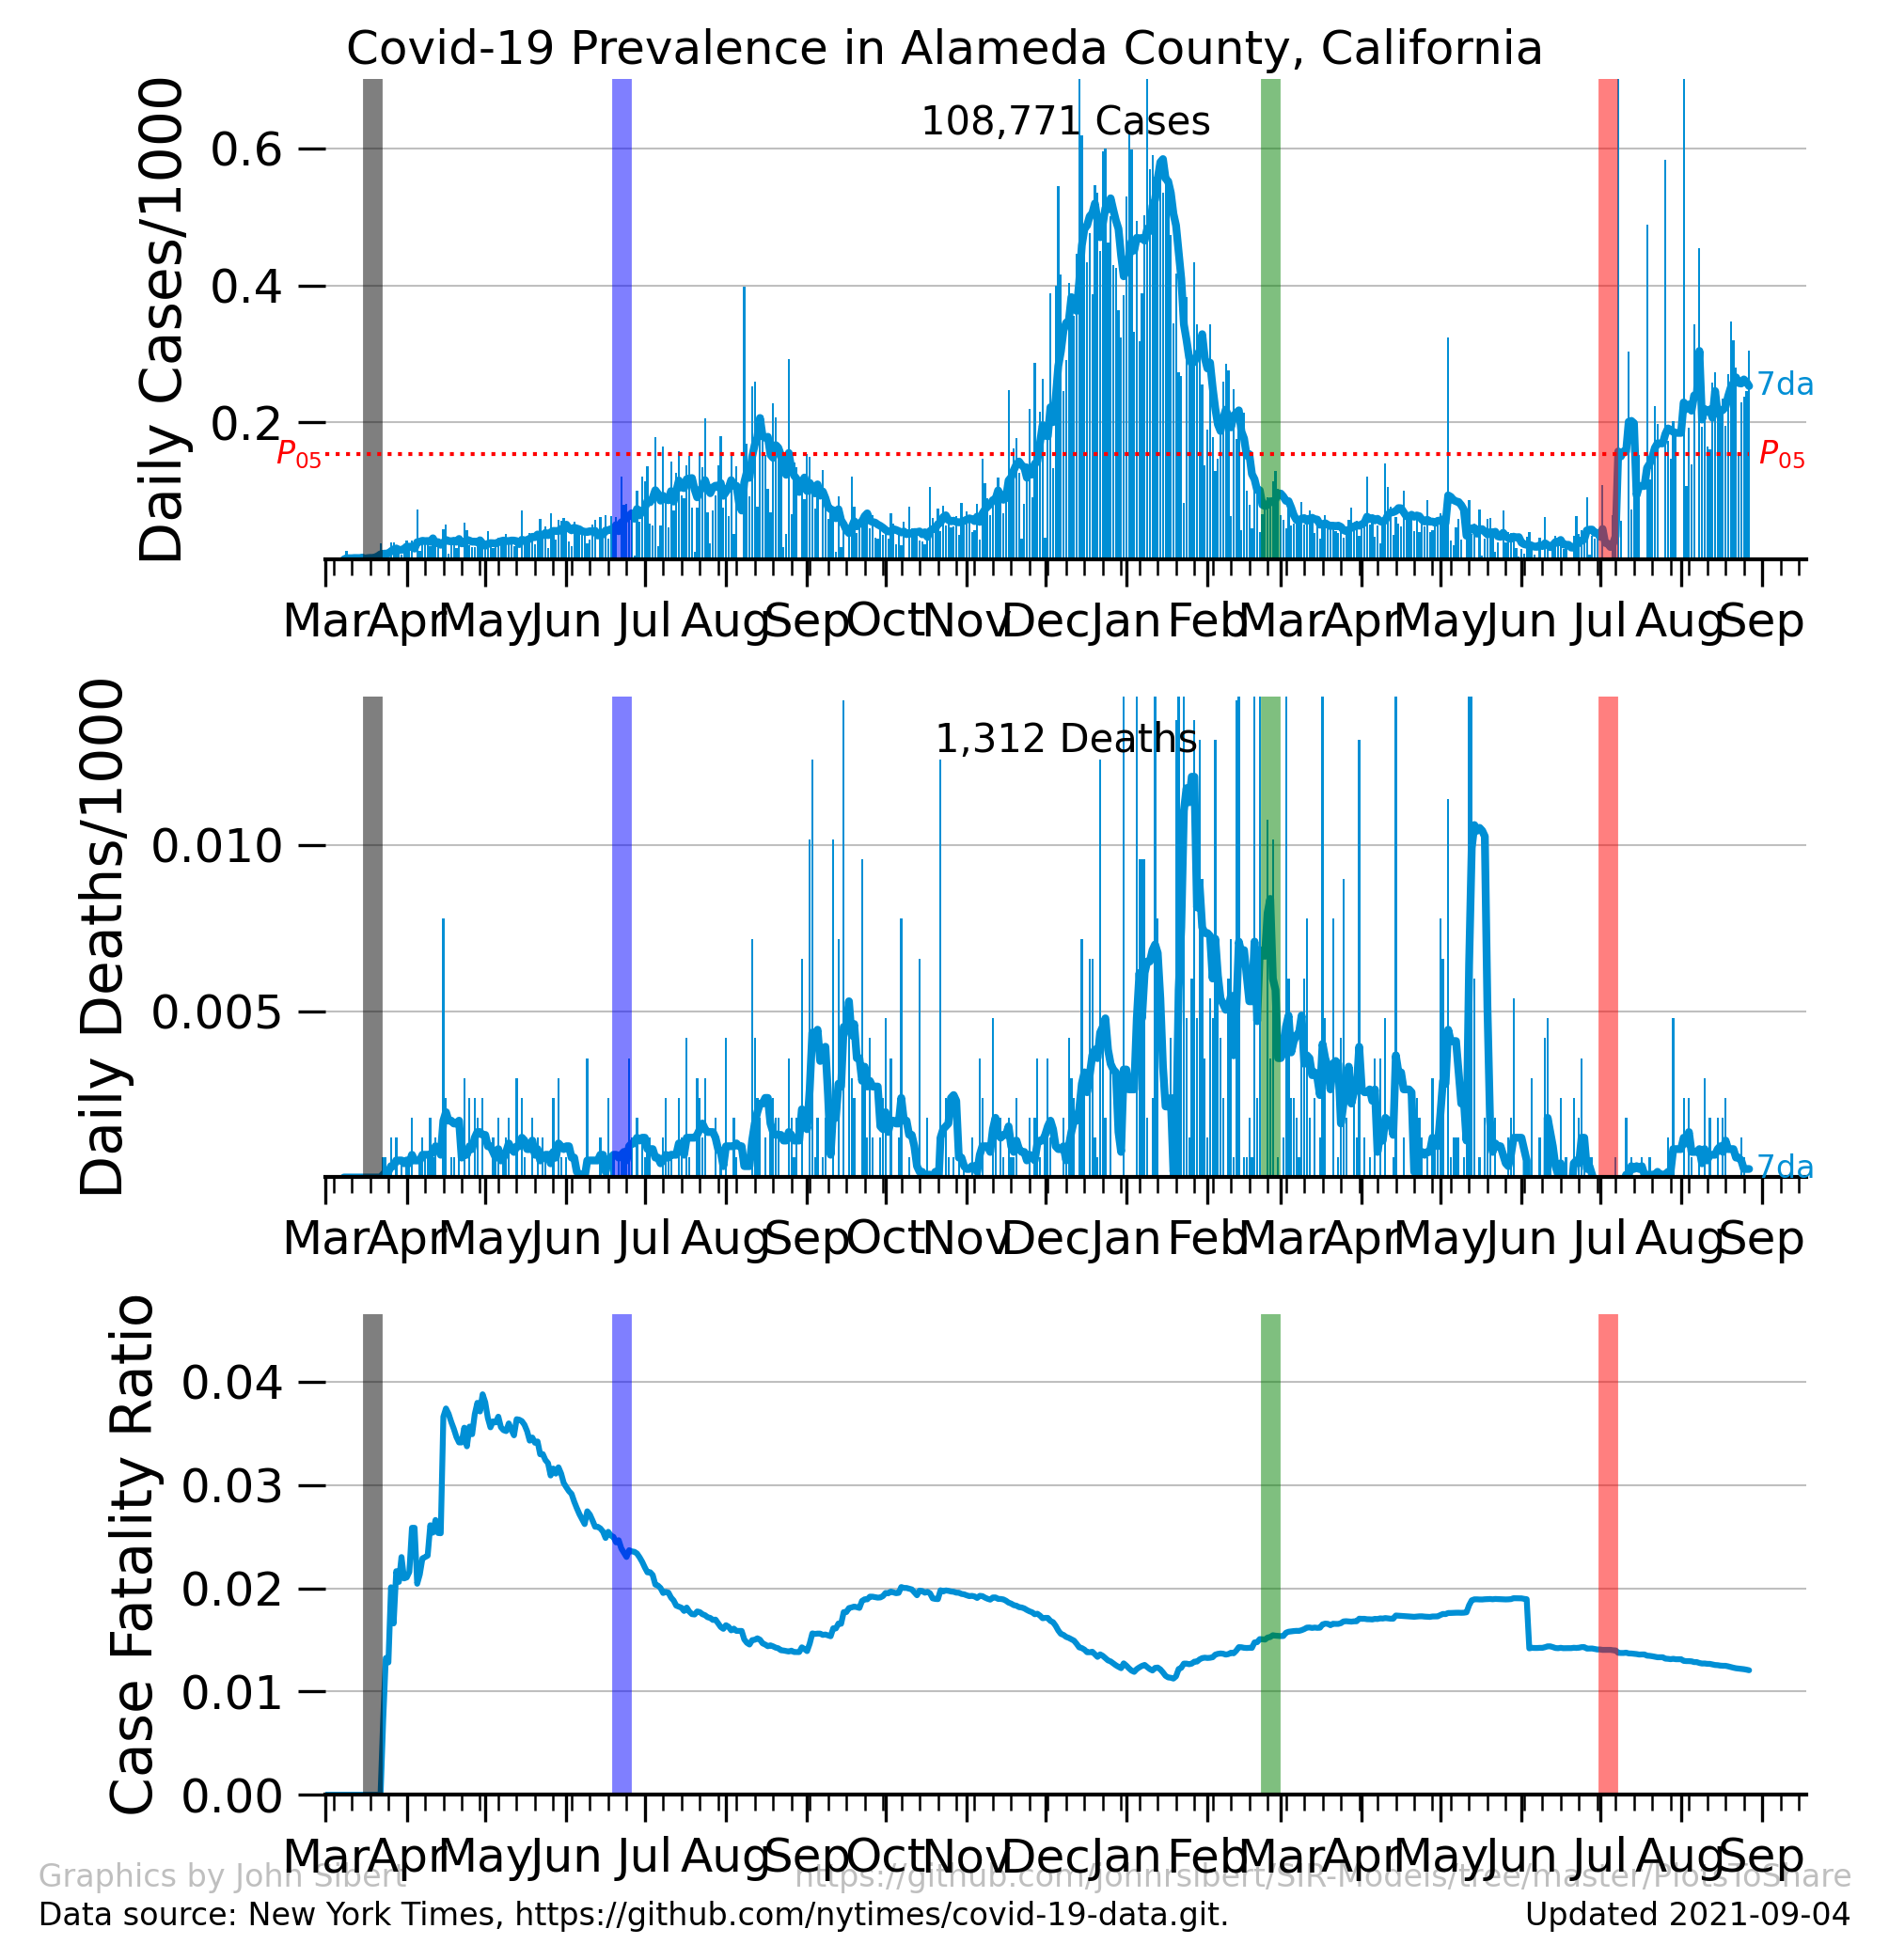 Covid-19 Prevalence in Alameda County, California
Daily Cases/1000
108,771 Cases
0.6
0.4
0.2
P05
7da
P05
Mar Apr May Jun Jul Aug Sep Oct Nov Dec Jan Feb Mar Apr May Jun Jul Aug Sep
Daily Deaths/1000
1,312 Deaths
0.010
0.005
7da
Mar Apr May Jun Jul Aug Sep Oct Nov Dec Jan Feb Mar Apr May Jun Jul Aug Sep
Case Fatality Ratio
0.04
0.03
0.02
0.01
0.00
Mar Apr May Jun Jul Aug Sep Oct Nov Dec Jan Feb Mar Apr May Jun Jul Aug Sep
Graphics by John Sibert https://github.com/johnrsibert/SIR-Models/tree/master/PlotsToShare
Data source: New York Times, https://github.com/nytimes/covid-19-data.git. Updated 2021-09-04